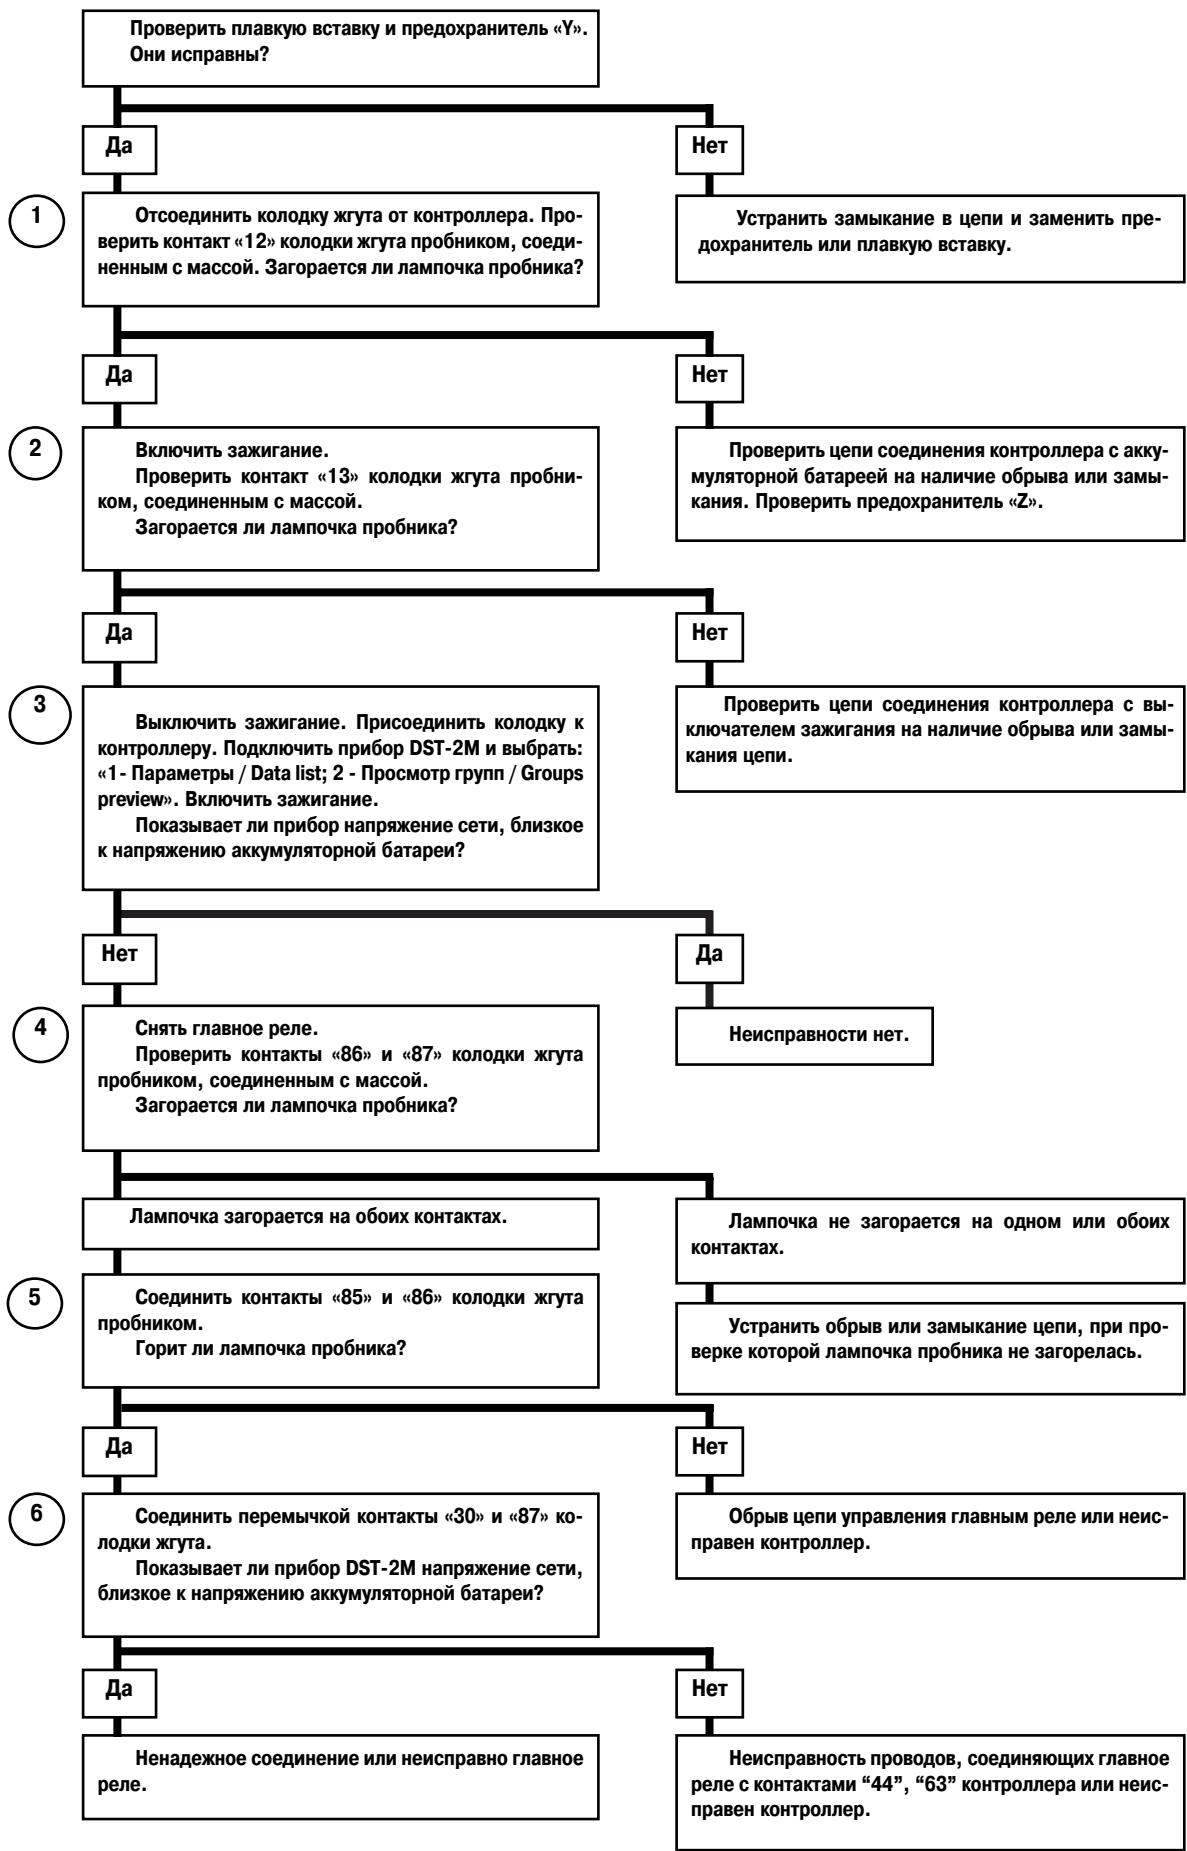 Проверить плавкую вставку и предохранитель «Y».
Они исправны?
Да
Нет
1
Отсоединить колодку жгута от контроллера. Про-
верить контакт «12» колодки жгута пробником, соеди-
ненным с массой. Загорается ли лампочка пробника?
Устранить замыкание в цепи и заменить пре-
дохранитель или плавкую вставку.
Да
Нет
2
Включить зажигание.
Проверить контакт «13» колодки жгута пробни-
ком, соединенным с массой.
Загорается ли лампочка пробника?
Проверить цепи соединения контроллера с акку-
муляторной батареей на наличие обрыва или замы-
кания. Проверить предохранитель «Z».
Да
Нет
3
Выключить зажигание. Присоединить колодку к
контроллеру. Подключить прибор DST-2M и выбрать:
«1- Параметры / Data list; 2 - Просмотр групп / Groups
preview». Включить зажигание.
Показывает ли прибор напряжение сети, близкое
к напряжению аккумуляторной батареи?
Проверить цепи соединения контроллера с вы-
ключателем зажигания на наличие обрыва или замы-
кания цепи.
Нет
Да
4
Снять главное реле.
Проверить контакты «86» и «87» колодки жгута
пробником, соединенным с массой.
Загорается ли лампочка пробника?
Неисправности нет.
Лампочка загорается на обоих контактах.
Лампочка не загорается на одном или обоих
контактах.
5
Соединить контакты «85» и «86» колодки жгута
пробником.
Горит ли лампочка пробника?
Устранить обрыв или замыкание цепи, при про-
верке которой лампочка пробника не загорелась.
Да
Нет
6
Соединить перемычкой контакты «30» и «87» ко-
лодки жгута.
Показывает ли прибор DST-2M напряжение сети,
близкое к напряжению аккумуляторной батареи?
Обрыв цепи управления главным реле или неис-
правен контроллер.
Да
Нет
Ненадежное соединение или неисправно главное
реле.
Неисправность проводов, соединяющих главное
реле с контактами “44”, “63” контроллера или неис-
правен контроллер.